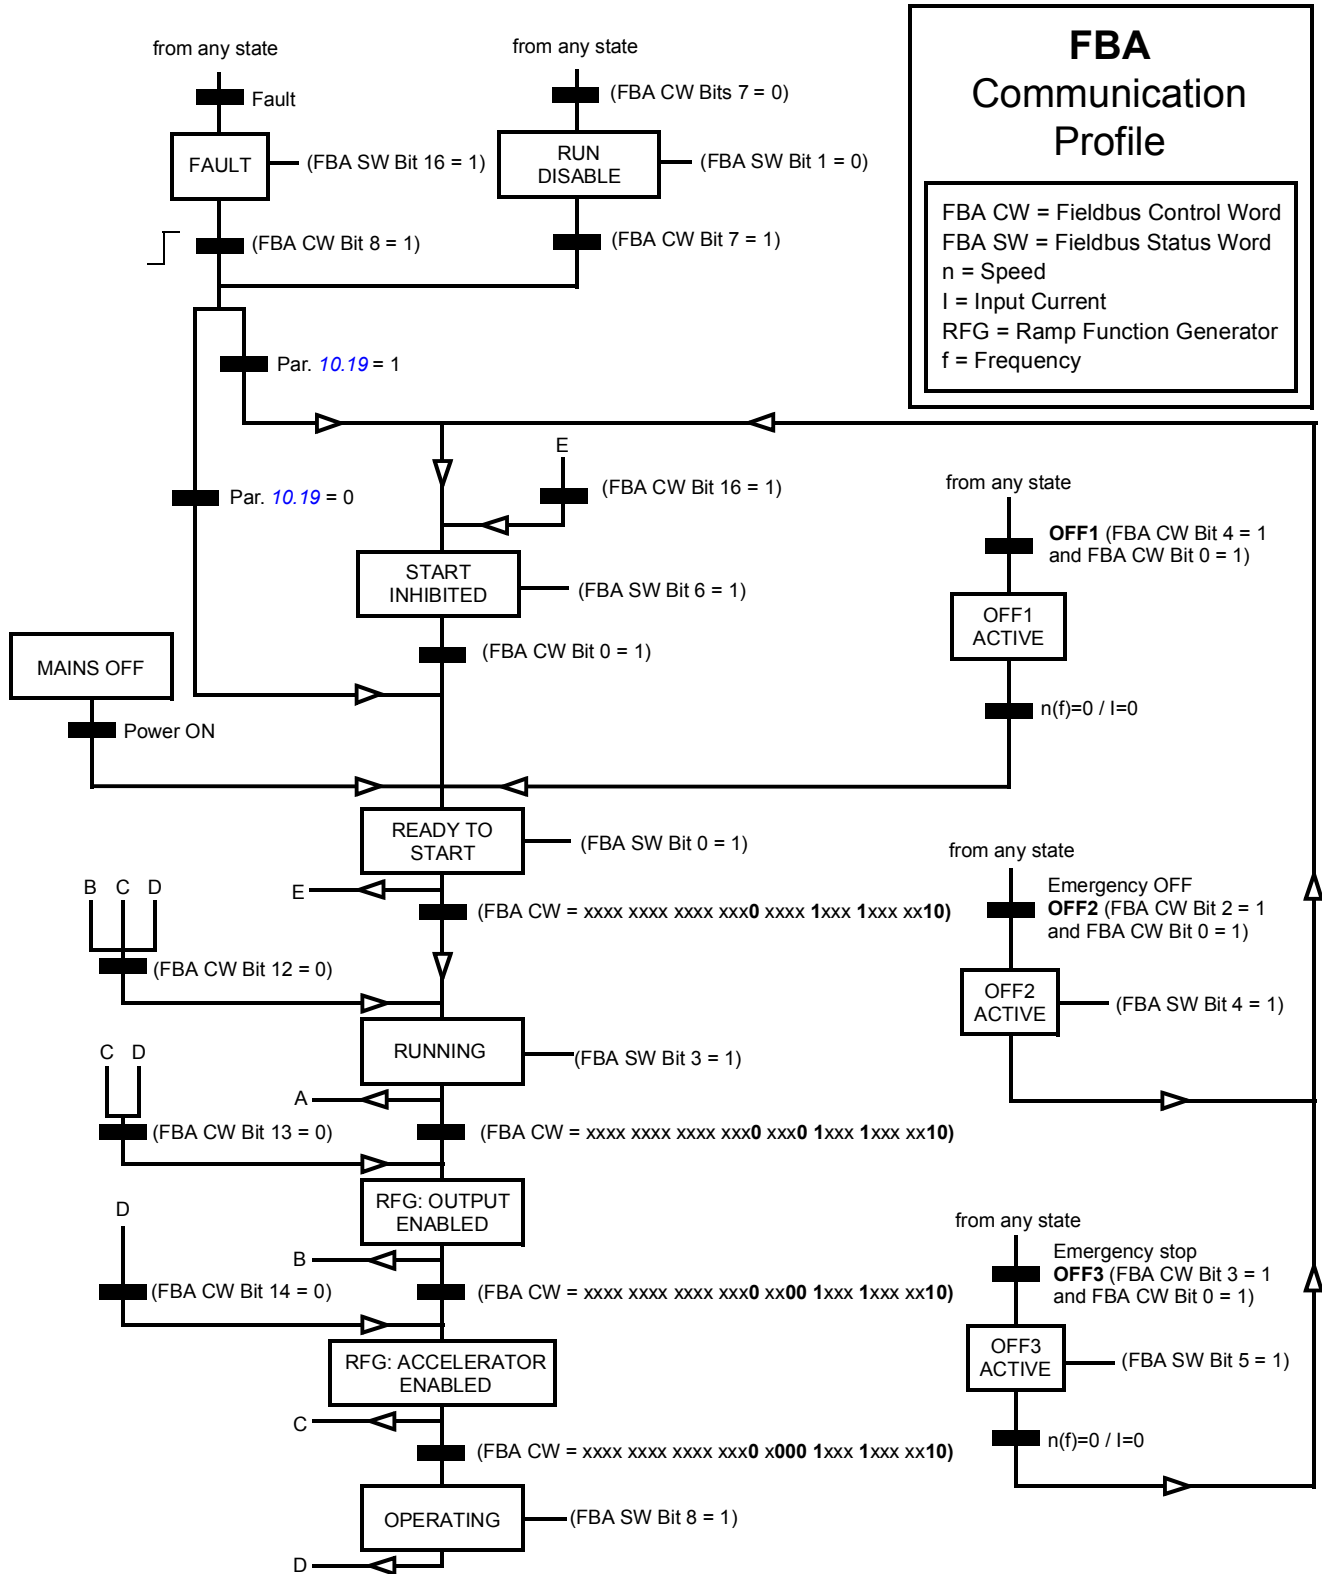 FBA
Communication
Profile
FBA CW = Fieldbus Control Word
FBA SW = Fieldbus Status Word
n = Speed
I = Input Current
RFG = Ramp Function Generator
f = Frequency
from any state
Fault
FAULT
(FBA SW Bit 16 = 1)
(FBA CW Bit 8 = 1)
from any state
(FBA CW Bits 7 = 0)
RUN
DISABLE
(FBA SW Bit 1 = 0)
(FBA CW Bit 7 = 1)
Par. 10.19 = 1
Par. 10.19 = 0
E
(FBA CW Bit 16 = 1)
START
INHIBITED
(FBA SW Bit 6 = 1)
(FBA CW Bit 0 = 1)
MAINS OFF
Power ON
from any state
OFF1 (FBA CW Bit 4 = 1
and FBA CW Bit 0 = 1)
OFF1
ACTIVE
n(f)=0 / I=0
READY TO
START
(FBA SW Bit 0 = 1)
E
(FBA CW = xxxx xxxx xxxx xxx0 xxxx 1xxx 1xxx xx10)
B C D
(FBA CW Bit 12 = 0)
from any state
Emergency OFF
OFF2 (FBA CW Bit 2 = 1
and FBA CW Bit 0 = 1)
OFF2
ACTIVE
(FBA SW Bit 4 = 1)
RUNNING
(FBA SW Bit 3 = 1)
C D
A
(FBA CW Bit 13 = 0)
(FBA CW = xxxx xxxx xxxx xxx0 xxx0 1xxx 1xxx xx10)
RFG: OUTPUT
ENABLED
D
B
(FBA CW Bit 14 = 0)
(FBA CW = xxxx xxxx xxxx xxx0 xx00 1xxx 1xxx xx10)
from any state
Emergency stop
OFF3 (FBA CW Bit 3 = 1
and FBA CW Bit 0 = 1)
OFF3
ACTIVE
(FBA SW Bit 5 = 1)
n(f)=0 / I=0
RFG: ACCELERATOR
ENABLED
C
(FBA CW = xxxx xxxx xxxx xxx0 x000 1xxx 1xxx xx10)
OPERATING
(FBA SW Bit 8 = 1)
D